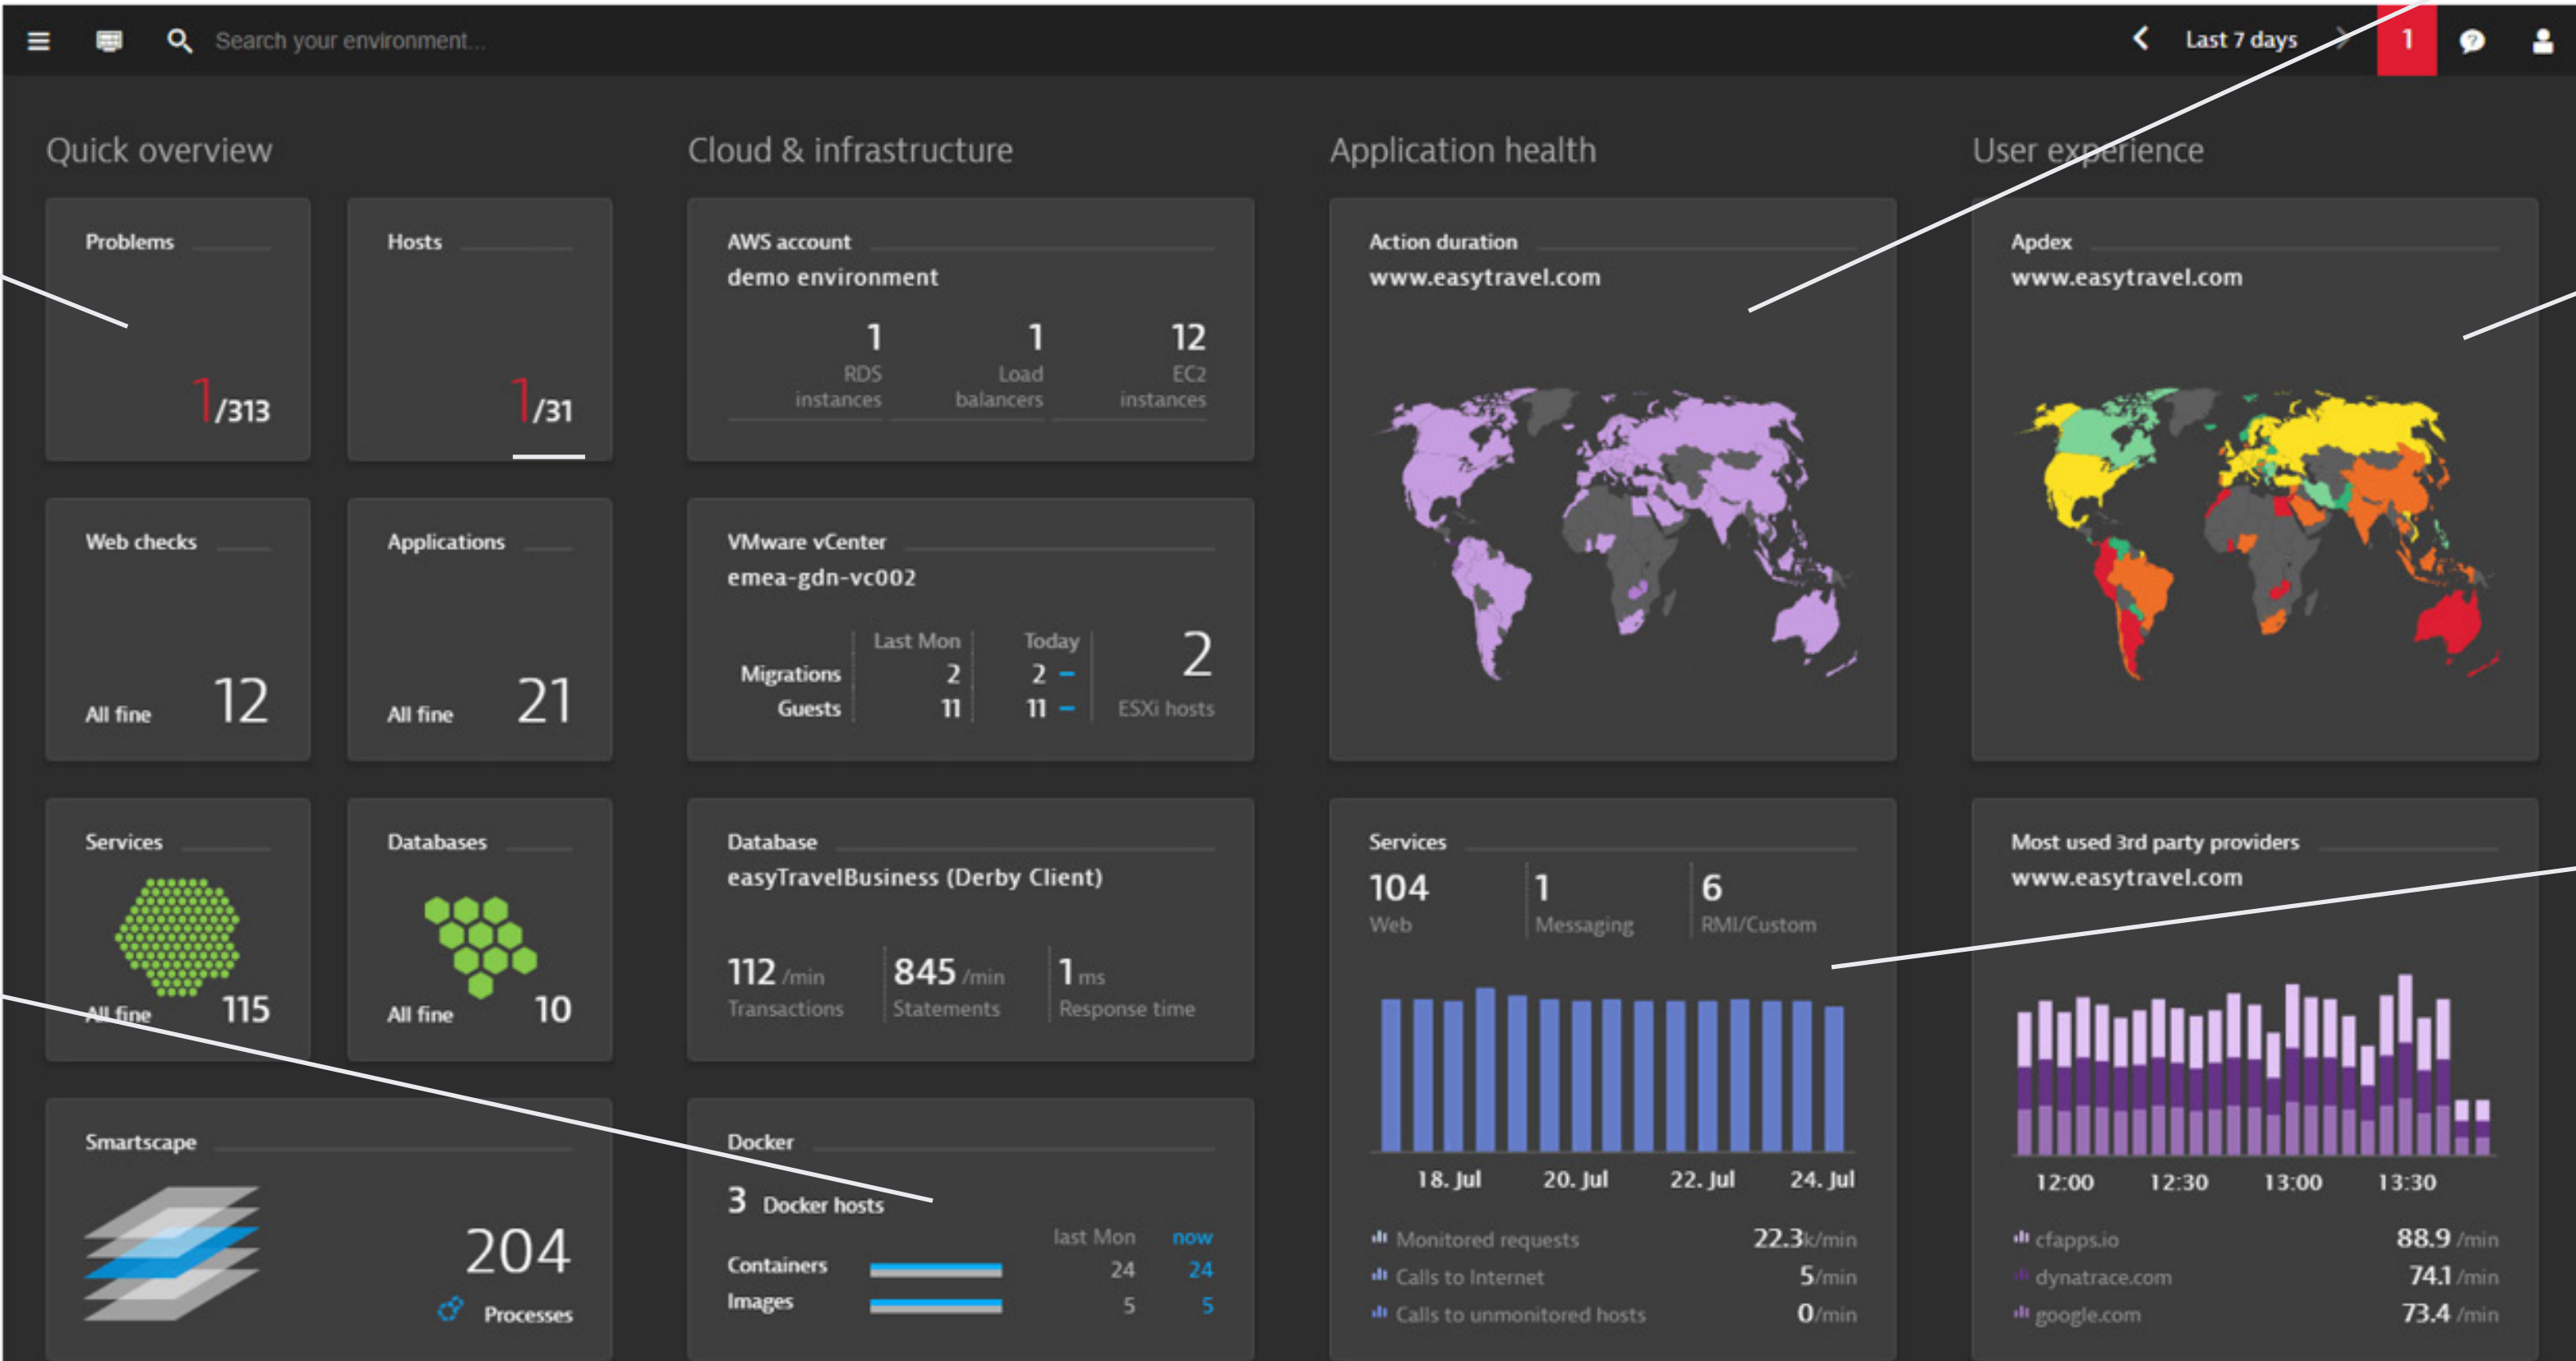 Search your environment...
Last 7 days
1
Quick overview
Problems
1/313
Hosts
1/31
Web checks
All fine 12
Applications
All fine 21
Services
All fine 115
Databases
All fine 10
Smartscape
204
Processes
Cloud & infrastructure
AWS account
demo environment
1 1 12
RDS Load EC2
instances balancers instances
VMware vCenter
emea-gdn-vc002
Last Mon Today
Migrations 2 2
Guests 11 11
2
ESXi hosts
Database
easyTravelBusiness (Derby Client)
112 /min 845 /min 1 ms
Transactions Statements Response time
Docker
3 Docker hosts
last Mon now
Containers 24 24
Images 5 5
Application health
Action duration
www.easytravel.com
Services
104 1 6
Web Messaging RMI/Custom
18. Jul 20. Jul 22. Jul 24. Jul
Monitored requests 22.3k/min
Calls to Internet 5/min
Calls to unmonitored hosts 0/min
User experience
Apdex
www.easytravel.com
Most used 3rd party providers
www.easytravel.com
12:00 12:30 13:00 13:30
cfapps.io 88.9 /min
dynatrace.com 74.1 /min
google.com 73.4 /min